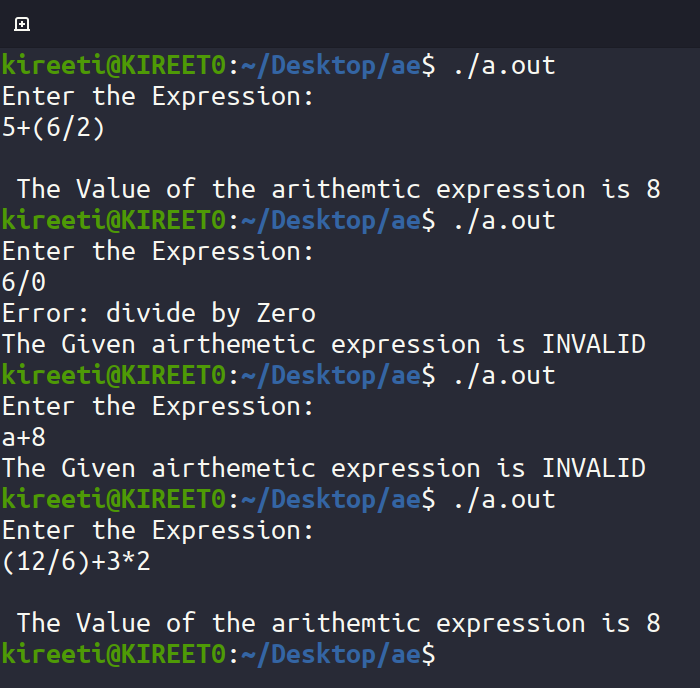 kireeti@KIREET0:~/Desktop/ae$ ./a.out
Enter the Expression:
5+(6/2)
The Value of the arithemtic expression is 8
kireeti@KIREET0:~/Desktop/ae$ ./a.out
Enter the Expression:
6/0
Error: divide by Zero
The Given airthemetic expression is INVALID
kireeti@KIREET0:~/Desktop/ae$ ./a.out
Enter the Expression:
a+8
The Given airthemetic expression is INVALID
kireeti@KIREET0:~/Desktop/ae$ ./a.out
Enter the Expression:
(12/6)+3*2
The Value of the arithemtic expression is 8
kireeti@KIREET0:~/Desktop/ae$